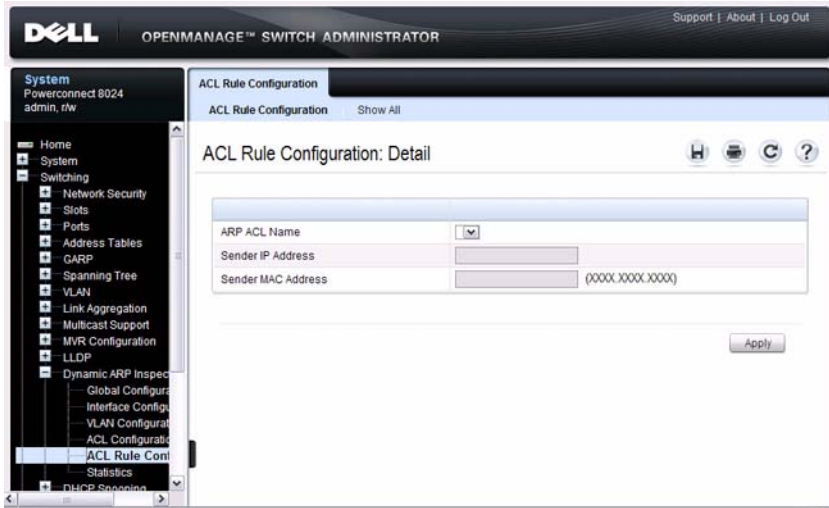 Support | About | Log Out
DELL
OPENMANAGE™ SWITCH ADMINISTRATOR
System
Powerconnect 8024
admin, r/w
ACL Rule Configuration
ACL Rule Configuration
Show All
Home
System
Switching
Network Security
Slots
Ports
Address Tables
GARP
Spanning Tree
VLAN
Link Aggregation
Multicast Support
MVR Configuration
LLDP
Dynamic ARP Inspec
Global Configura
Interface Configu
VLAN Configurat
ACL Configuratio
ACL Rule Conf
Statistics
DHCP Snooping
ACL Rule Configuration: Detail
ARP ACL Name
Sender IP Address
Sender MAC Address
(XXXX.XXXX.XXXX)
Apply